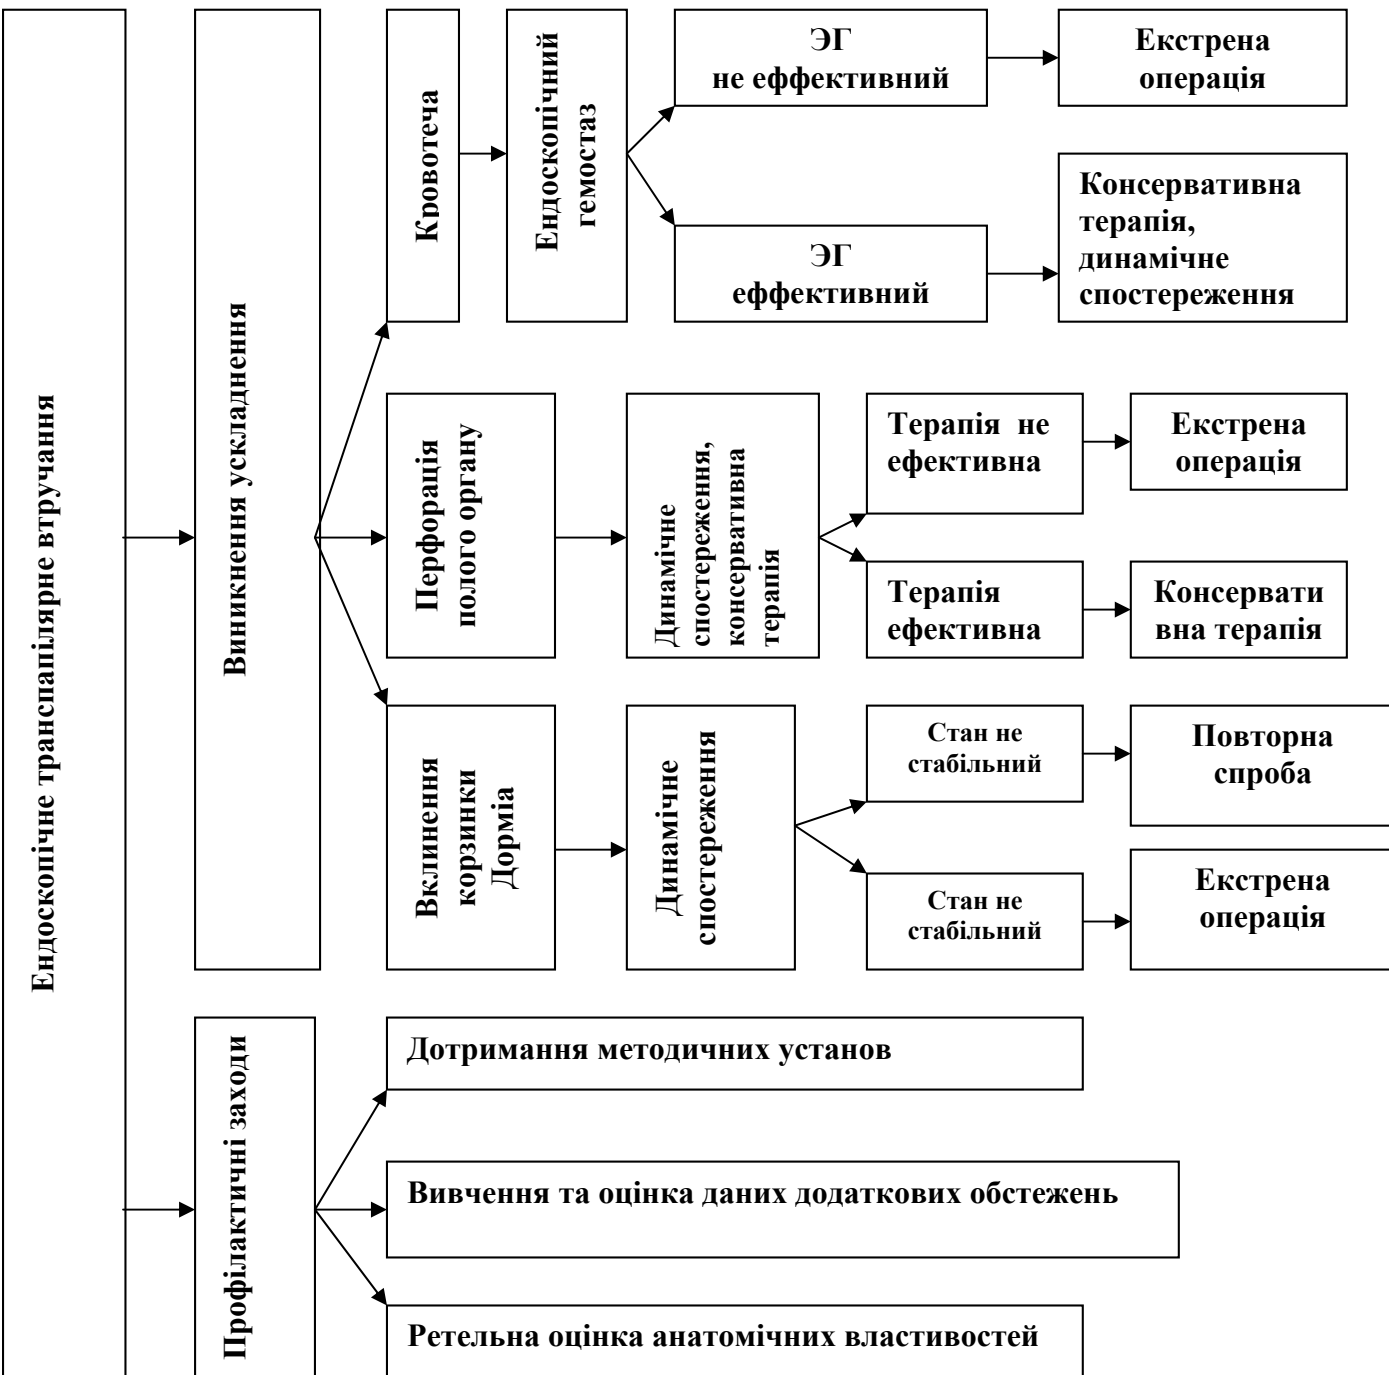 Ендоскопічне транспапілярне втручання
Виникнення ускладнення
Кровотеча
Ендоскопічний
гемостаз
ЭГ
не еффективний
Екстрена
операція
ЭГ
еффективний
Консервативна
терапія,
динамічне
спостереження
Перфорація
полого органу
Динамічне
спостереження,
консервативна
терапія
Терапія не
ефективна
Екстрена
операція
Терапія
ефективна
Консервати
вна терапія
Вклинення
корзинки
Дорміа
Динамічне
спостереження
Стан не
стабільний
Повторна
спроба
Стан не
стабільний
Екстрена
операція
Профілактичні заходи
Дотримання методичних установ
Вивчення та оцінка даних додаткових обстежень
Ретельна оцінка анатомічних властивостей